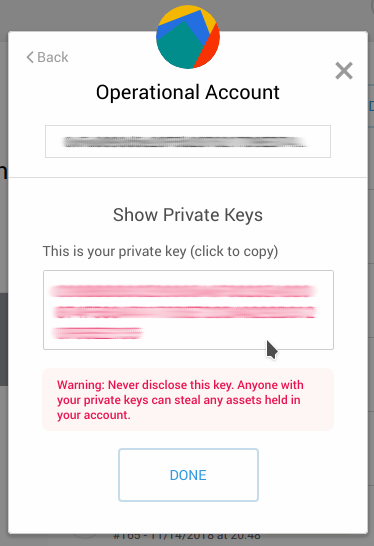 Back
Operational Account
Show Private Keys
This is your private key (click to copy)
Warning: Never disclose this key. Anyone with
your private keys can steal any assets held in
your account.
DONE
#165 - 11/14/2018 at 20:48